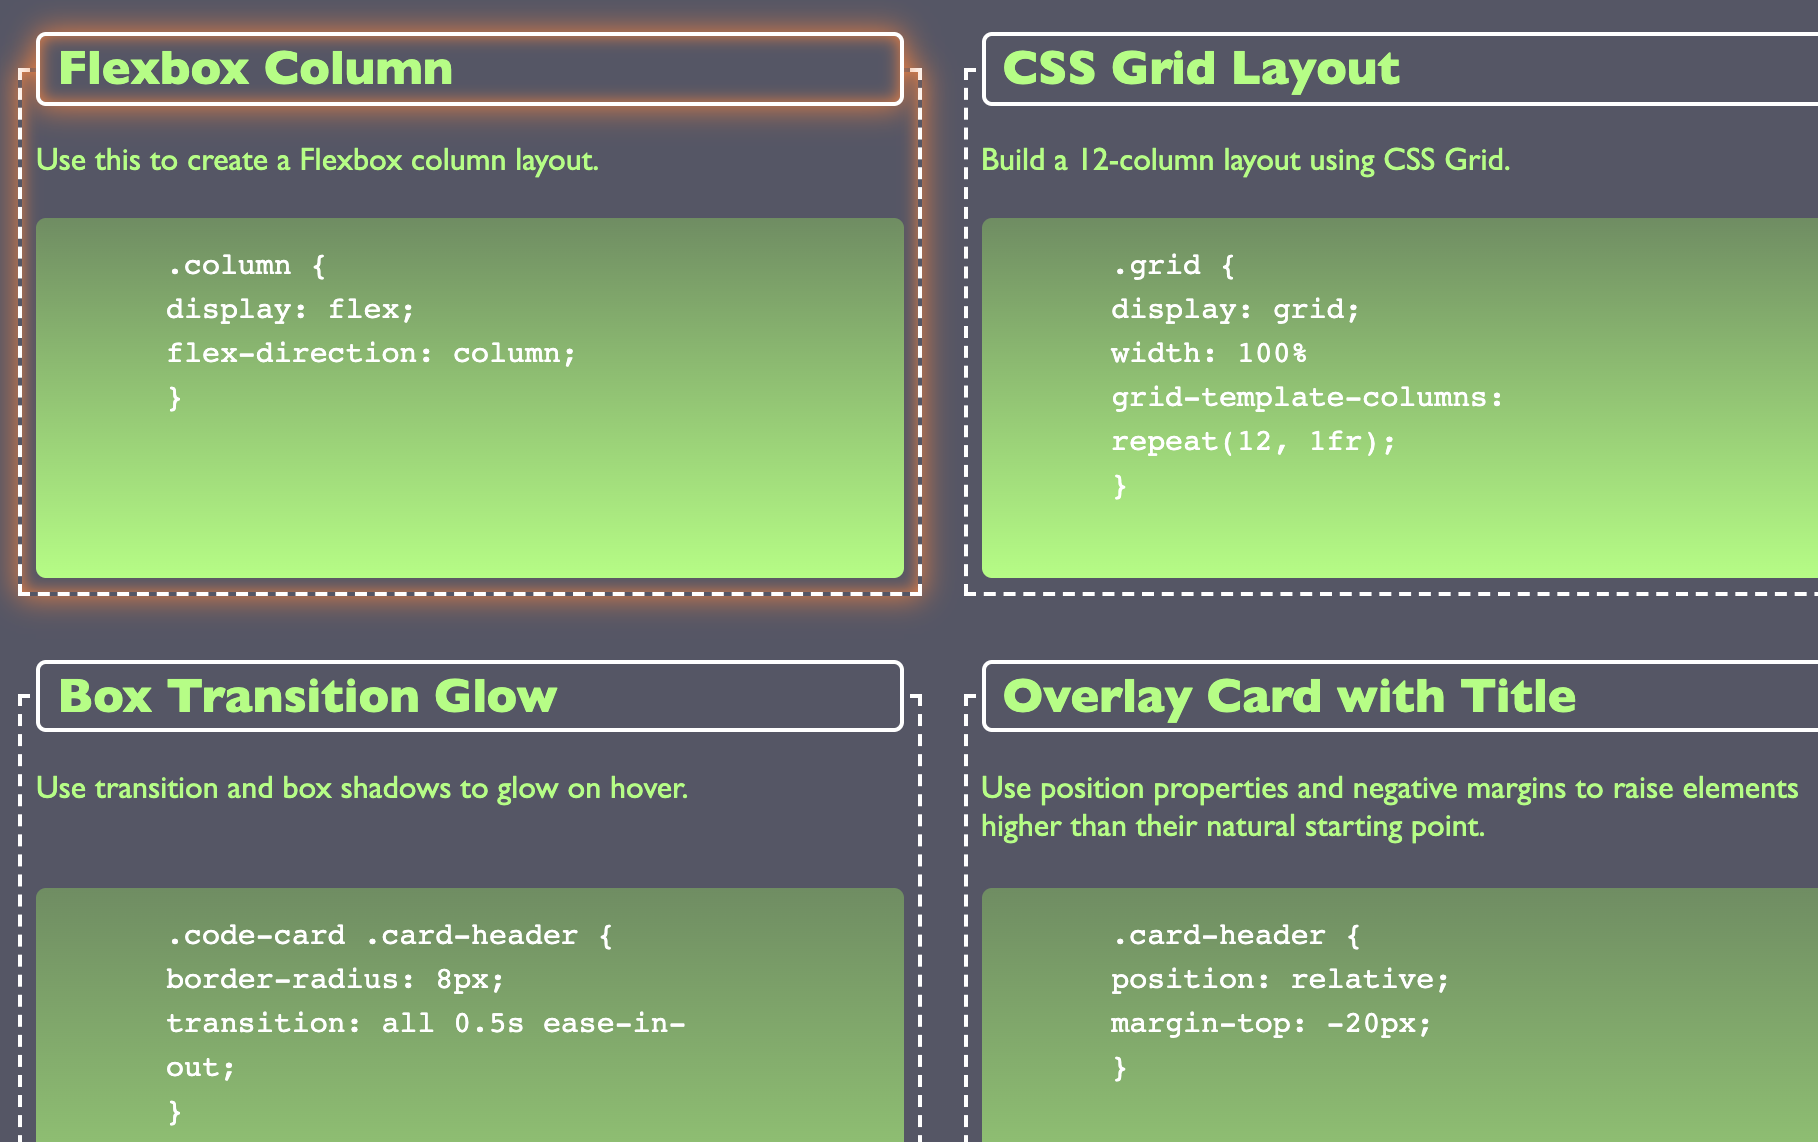 Flexbox Column
Use this to create a Flexbox column layout.
.column {
display: flex;
flex-direction: column;
}
CSS Grid Layout
Build a 12-column layout using CSS Grid.
.grid {
display: grid;
width: 100%
grid-template-columns:
repeat(12, 1fr);
}
Box Transition Glow
Use transition and box shadows to glow on hover.
.code-card .card-header {
border-radius: 8px;
transition: all 0.5s ease-in-
out;
}
Overlay Card with Title
Use position properties and negative margins to raise elements
higher than their natural starting point.
.card-header {
position: relative;
margin-top: -20px;
}